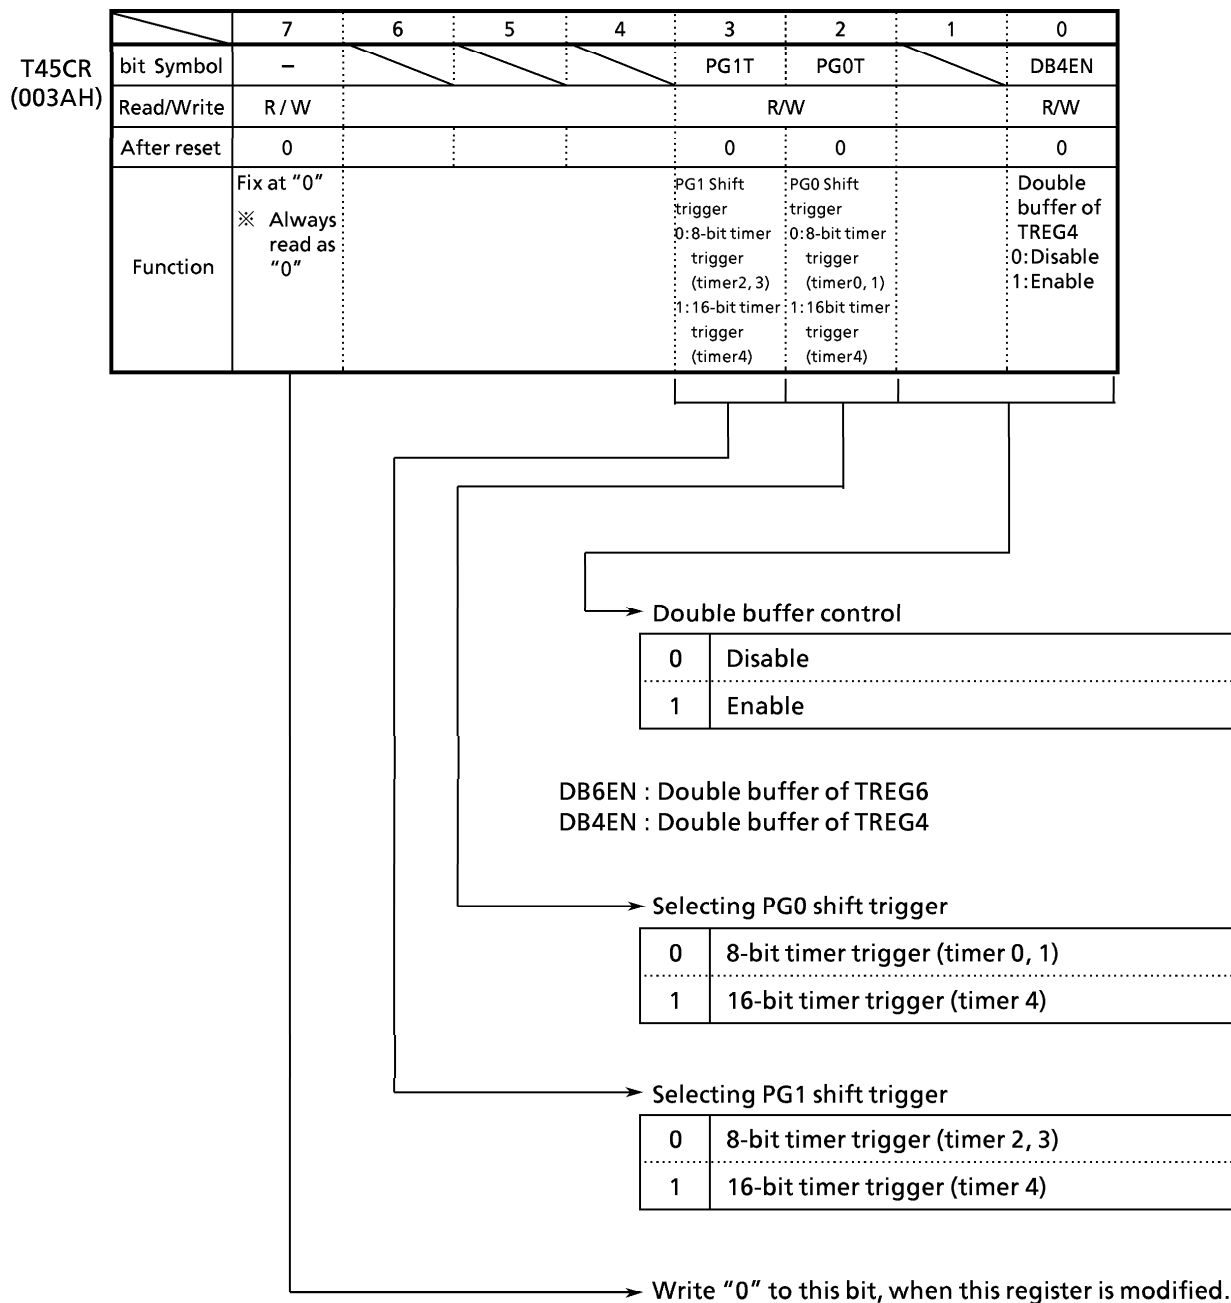 7 6 5 4 3 2 1 0
T45CR
(003AH)
bit Symbol – PG1T PG0T DB4EN
Read/Write R/W R/W R/W
After reset 0 0 0 0
Function
Fix at "0"
※ Always
read as
"0"
PG1 Shift
trigger
0:8-bit timer
trigger
(timer2, 3)
1:16-bit timer
trigger
(timer4)
PG0 Shift
trigger
0:8-bit timer
trigger
(timer0, 1)
1:16bit timer
trigger
(timer4)
Double
buffer of
TREG4
0:Disable
1:Enable
Double buffer control
0 Disable
1 Enable
DB6EN : Double buffer of TREG6
DB4EN : Double buffer of TREG4
Selecting PG0 shift trigger
0 8-bit timer trigger (timer 0, 1)
1 16-bit timer trigger (timer 4)
Selecting PG1 shift trigger
0 8-bit timer trigger (timer 2, 3)
1 16-bit timer trigger (timer 4)
Write "0" to this bit, when this register is modified.